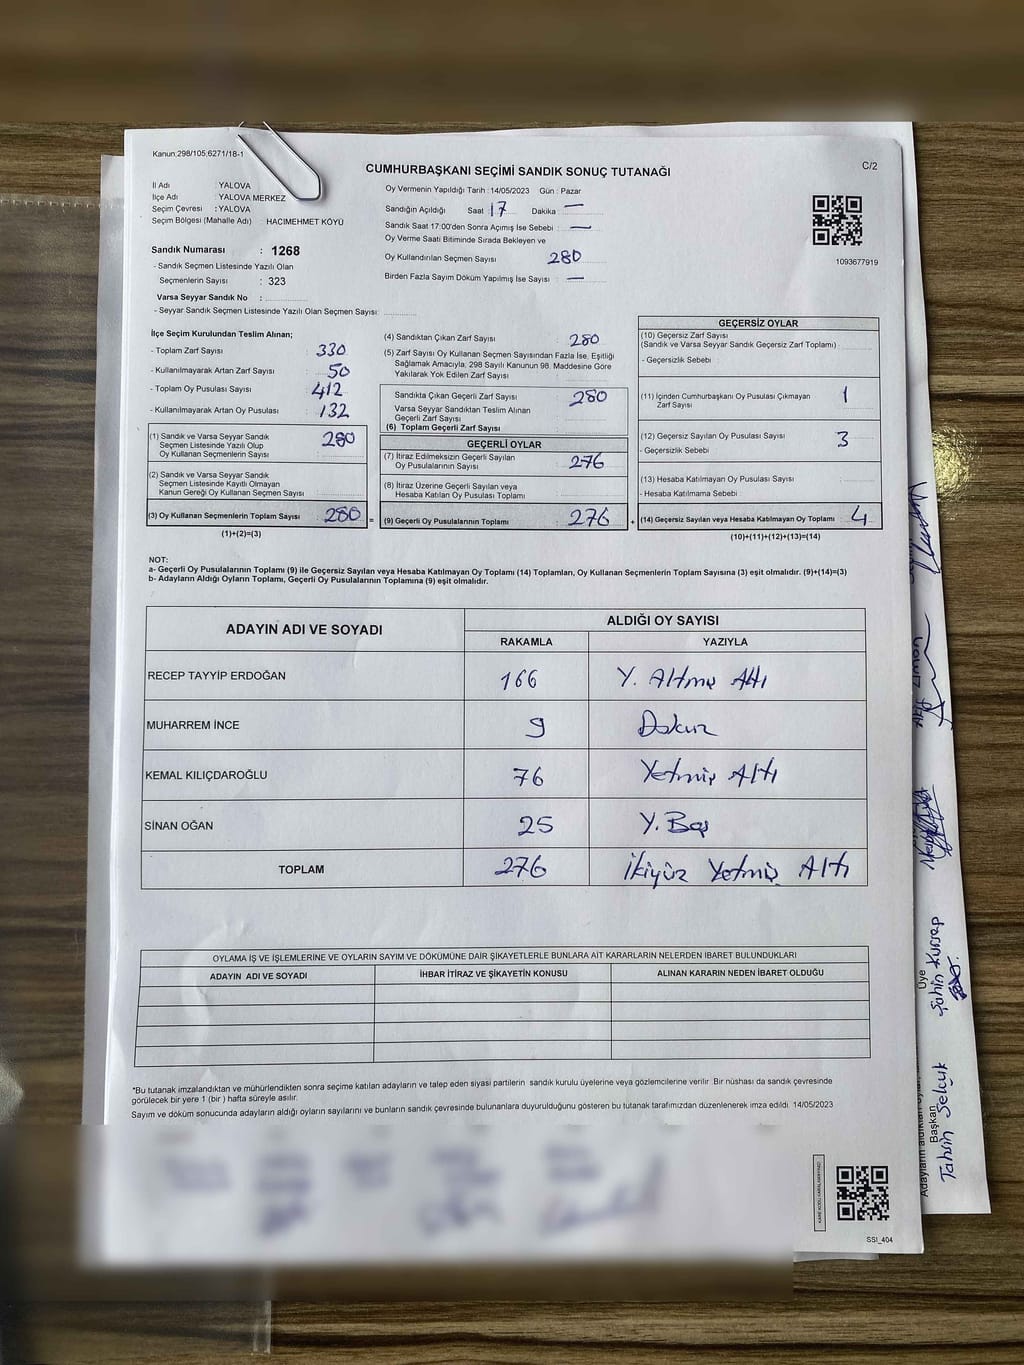 Kanun:298/105;6271/18-1
C/2
CUMHURBAŞKANI SEÇİMİ SANDIK SONUÇ TUTANAĞI
İl Adı : YALOVA
İlçe Adı : YALOVA MERKEZ
Seçim Çevresi : YALOVA
Seçim Bölgesi (Mahalle Adı) : HACIMEHMET KÖYÜ
Sandık Numarası : 1268
- Sandık Seçmen Listesinde Yazılı Olan
Seçmenlerin Sayısı : 323
Varsa Seyyar Sandık No :
- Seyyar Sandık Seçmen Listesinde Yazılı Olan Seçmen Sayısı:
Oy Vermenin Yapıldığı Tarih : 14/05/2023 Gün : Pazar
Sandığın Açıldığı Saat 17 Dakika —
Sandık Saat 17:00'den Sonra Açılmış İse Sebebi : —
Oy Verme Saati Bitiminde Sırada Bekleyen ve
Oy Kullandırılan Seçmen Sayısı 280
Birden Fazla Sayım Döküm Yapılmış İse Sayısı : —
1093677919
İlçe Seçim Kurulundan Teslim Alınan;
- Toplam Zarf Sayısı : 330
- Kullanılmayarak Artan Zarf Sayısı : 50
- Toplam Oy Pusulası Sayısı : 412
- Kullanılmayarak Artan Oy Pusulası : 132
(1) Sandık ve Varsa Seyyar Sandık
Seçmen Listesinde Yazılı Olup
Oy Kullanan Seçmenlerin Sayısı : 280
(2) Sandık ve Varsa Seyyar Sandık
Seçmen Listesinde Kayıtlı Olmayan
Kanun Gereği Oy Kullanan Seçmen Sayısı :
(3) Oy Kullanan Seçmenlerin Toplam Sayısı : 280 =
(1)+(2)=(3)
(4) Sandıktan Çıkan Zarf Sayısı : 280
(5) Zarf Sayısı Oy Kullanan Seçmen Sayısından Fazla İse, Eşitliği
Sağlamak Amacıyla; 298 Sayılı Kanunun 98. Maddesine Göre
Yakılarak Yok Edilen Zarf Sayısı :
Sandıkta Çıkan Geçerli Zarf Sayısı : 280
Varsa Seyyar Sandıktan Teslim Alınan
Geçerli Zarf Sayısı :
(6) Toplam Geçerli Zarf Sayısı :
GEÇERLİ OYLAR
(7) İtiraz Edilmeksizin Geçerli Sayılan
Oy Pusulalarının Sayısı : 276
(8) İtiraz Üzerine Geçerli Sayılan veya
Hesaba Katılan Oy Pusulası Toplamı :
(9) Geçerli Oy Pusulalarının Toplamı : 276 +
GEÇERSİZ OYLAR
(10) Geçersiz Zarf Sayısı
(Sandık ve Varsa Seyyar Sandık Geçersiz Zarf Toplamı) :
- Geçersizlik Sebebi :
(11) İçinden Cumhurbaşkanı Oy Pusulası Çıkmayan
Zarf Sayısı : 1
(12) Geçersiz Sayılan Oy Pusulası Sayısı : 3
- Geçersizlik Sebebi :
(13) Hesaba Katılmayan Oy Pusulası Sayısı :
- Hesaba Katılmama Sebebi :
(14) Geçersiz Sayılan veya Hesaba Katılmayan Oy Toplamı : 4
(10)+(11)+(12)+(13)=(14)
NOT:
a- Geçerli Oy Pusulalarının Toplamı (9) ile Geçersiz Sayılan veya Hesaba Katılmayan Oy Toplamı (14) Toplamları, Oy Kullanan Seçmenlerin Toplam Sayısına (3) eşit olmalıdır. (9)+(14)=(3)
b- Adayların Aldığı Oyların Toplamı, Geçerli Oy Pusulalarının Toplamına (9) eşit olmalıdır.
ADAYIN ADI VE SOYADI
ALDIĞI OY SAYISI
RAKAMLA YAZIYLA
RECEP TAYYİP ERDOĞAN 166 Y. Altmış Altı
MUHARREM İNCE 9 Dokuz
KEMAL KILIÇDAROĞLU 76 Yetmiş Altı
SİNAN OĞAN 25 Y. Beş
TOPLAM 276 İkiyüz Yetmiş Altı
OYLAMA İŞ VE İŞLEMLERİNE VE OYLARIN SAYIM VE DÖKÜMÜNE DAİR ŞİKAYETLERLE BUNLARA AİT KARARLARIN NELERDEN İBARET BULUNDUKLARI
ADAYIN ADI VE SOYADI İHBAR İTİRAZ VE ŞİKAYETİN KONUSU ALINAN KARARIN NEDEN İBARET OLDUĞU
*Bu tutanak imzalandıktan ve mühürlendikten sonra seçime katılan adayların ve talep eden siyasi partilerin sandık kurulu üyelerine veya gözlemcilerine verilir. Bir nüshası da sandık çevresinde
görülecek bir yere 1 (bir) hafta süreyle asılır.
Sayım ve döküm sonucunda adayların aldığı oyların sayılarını ve bunların sandık çevresinde bulunanlara duyurulduğunu gösteren bu tutanak tarafımızdan düzenlenerek imza edildi. 14/05/2023
SSI_404
Başkan
Tahsin Selçuk
Üye
Şahin Kurşap